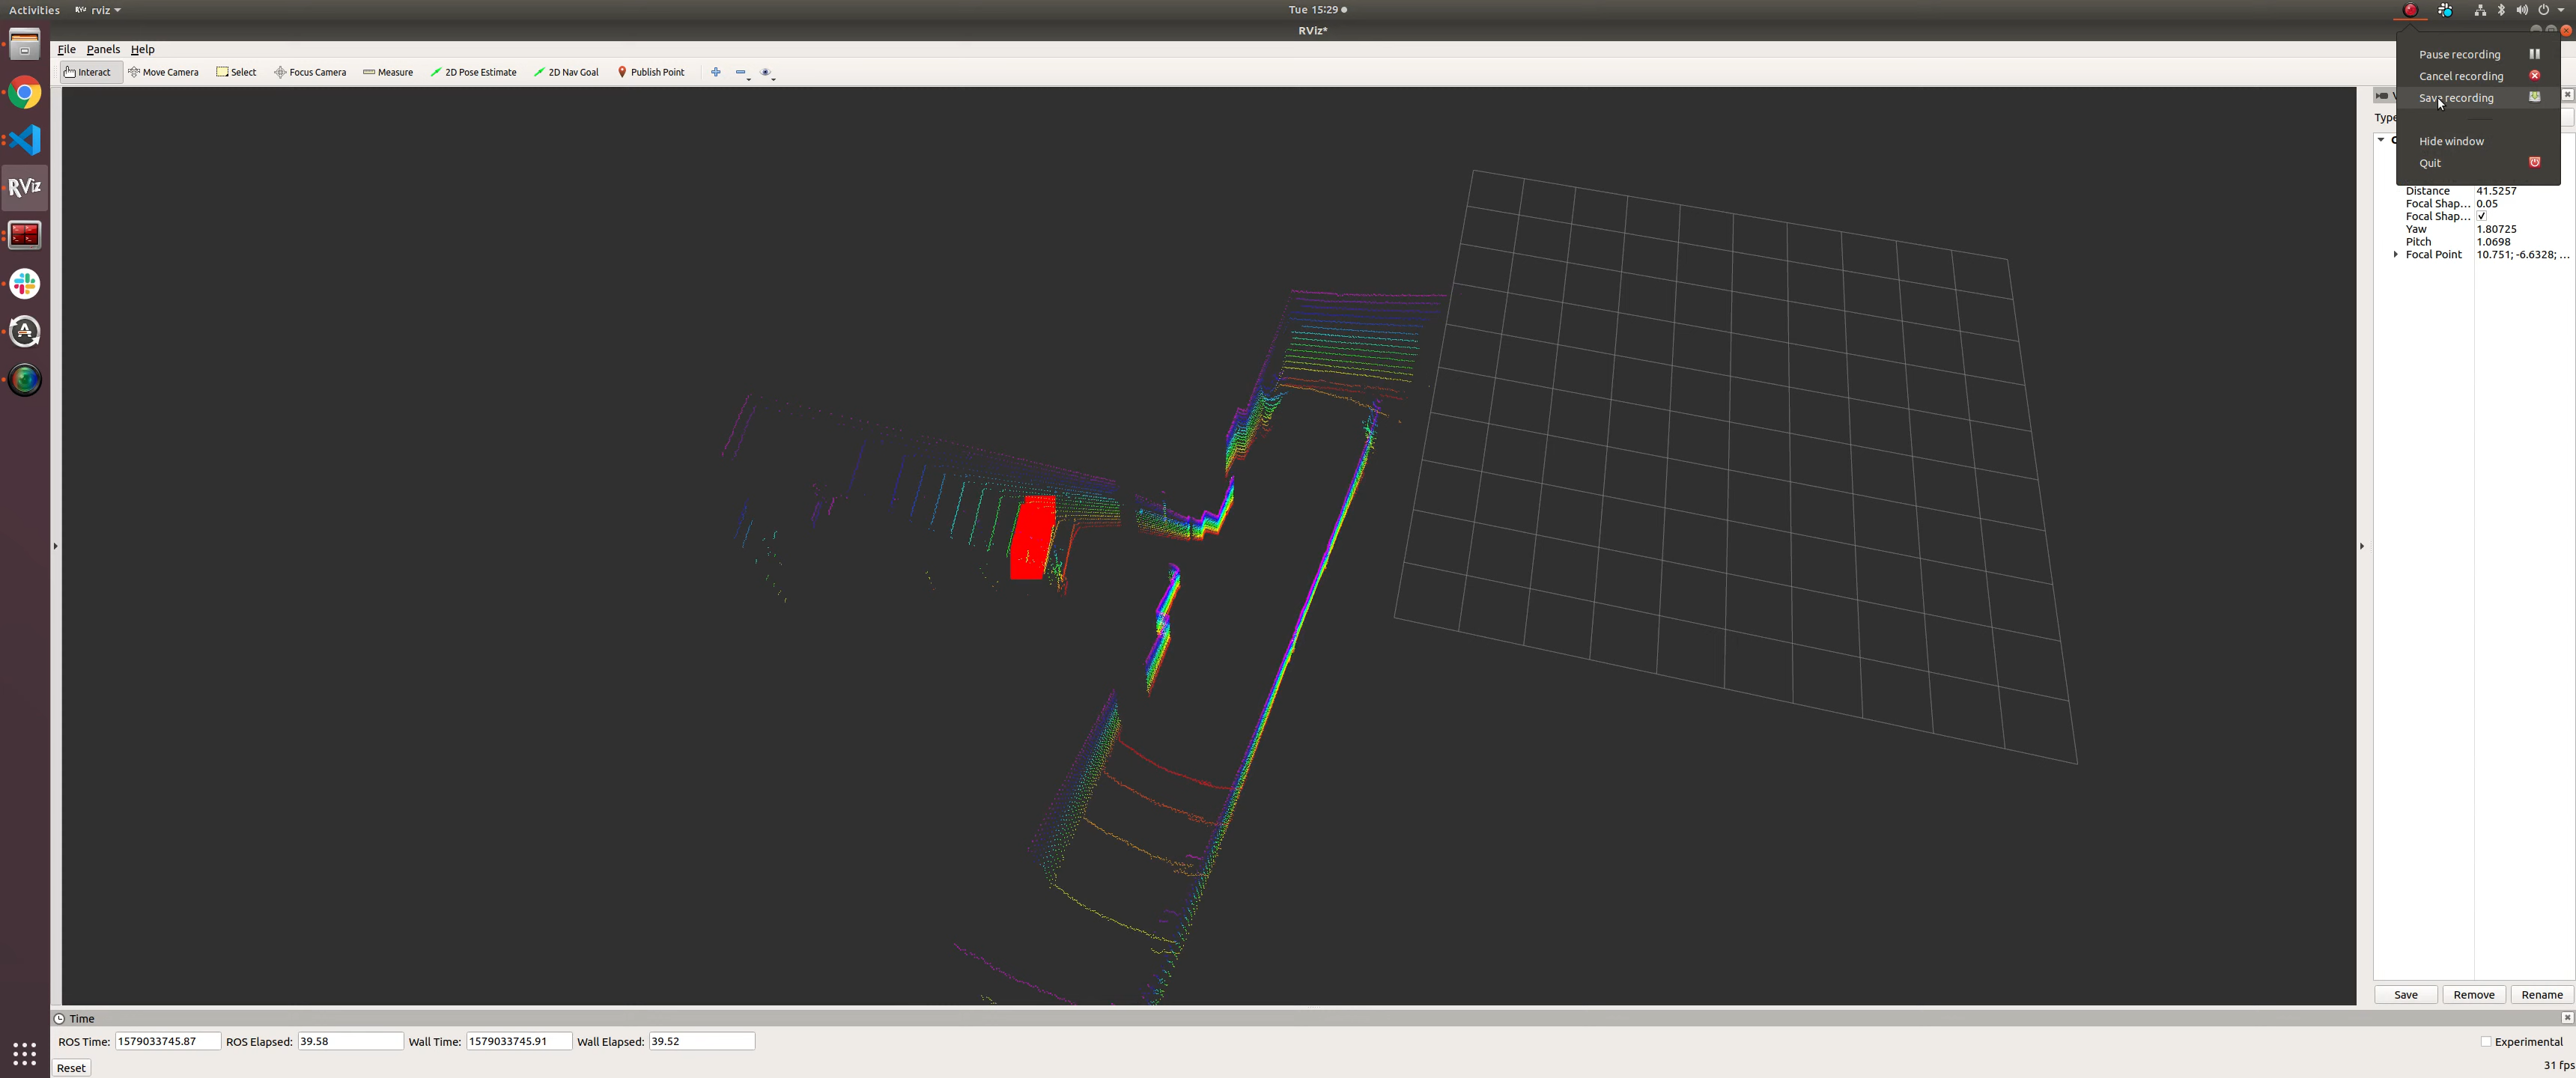 Activities rviz Tue 15:29
RViz*
File Panels Help
Interact Move Camera Select Focus Camera Measure 2D Pose Estimate 2D Nav Goal Publish Point
Pause recording
Cancel recording
Save recording
Hide window
Quit
Type
Distance 41.5257
Focal Shap... 0.05
Focal Shap...
Yaw 1.80725
Pitch 1.0698
Focal Point 10.751; -6.6328; ...
RViz
Save Remove Rename
Time
ROS Time: 1579033745.87 ROS Elapsed: 39.58 Wall Time: 1579033745.91 Wall Elapsed: 39.52 Experimental
Reset 31 fps